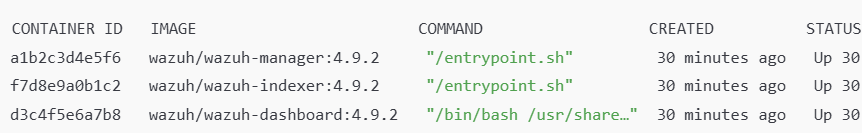 CONTAINER ID IMAGE COMMAND CREATED STATUS
a1b2c3d4e5f6 wazuh/wazuh-manager:4.9.2 "/entrypoint.sh" 30 minutes ago Up 30
f7d8e9a0b1c2 wazuh/wazuh-indexer:4.9.2 "/entrypoint.sh" 30 minutes ago Up 30
d3c4f5e6a7b8 wazuh/wazuh-dashboard:4.9.2 "/bin/bash /usr/share…" 30 minutes ago Up 30